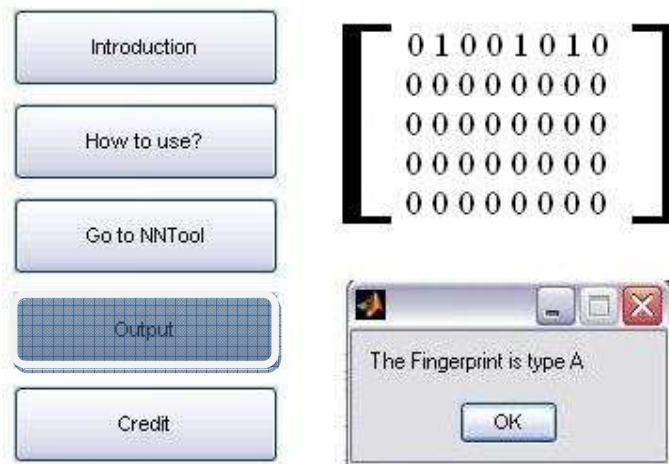 Introduction
How to use?
Go to NNTool
Output
Credit
0 1 0 0 1 0 1 0
0 0 0 0 0 0 0 0
0 0 0 0 0 0 0 0
0 0 0 0 0 0 0 0
0 0 0 0 0 0 0 0
The Fingerprint is type A
OK